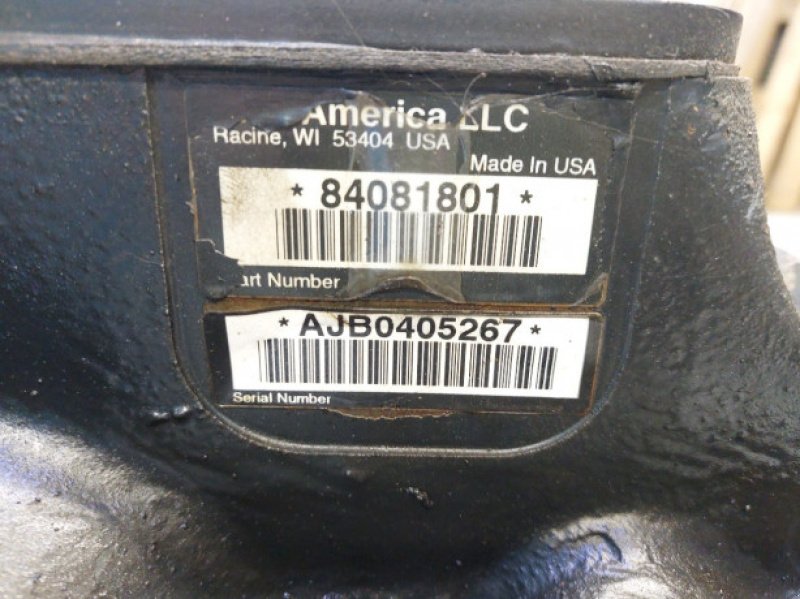 America LLC
Racine, WI 53404 USA
Made In USA
* 84081801 *
art Number
* AJB0405267 *
Serial Number